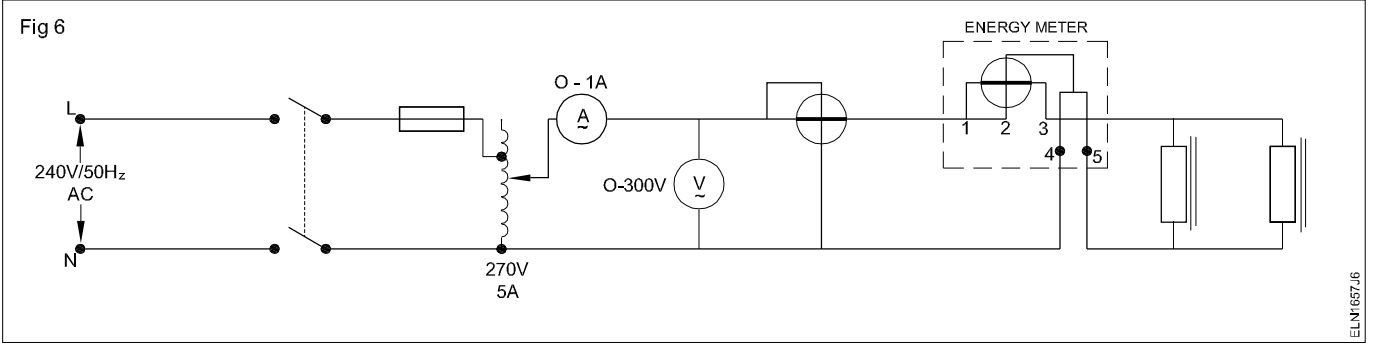 Fig 6
ENERGY METER
O - 1A
L
A
~
1 2 3
240V/50Hz
AC
O-300V
V
~
4 5
N
270V
5A
ELN1657J6